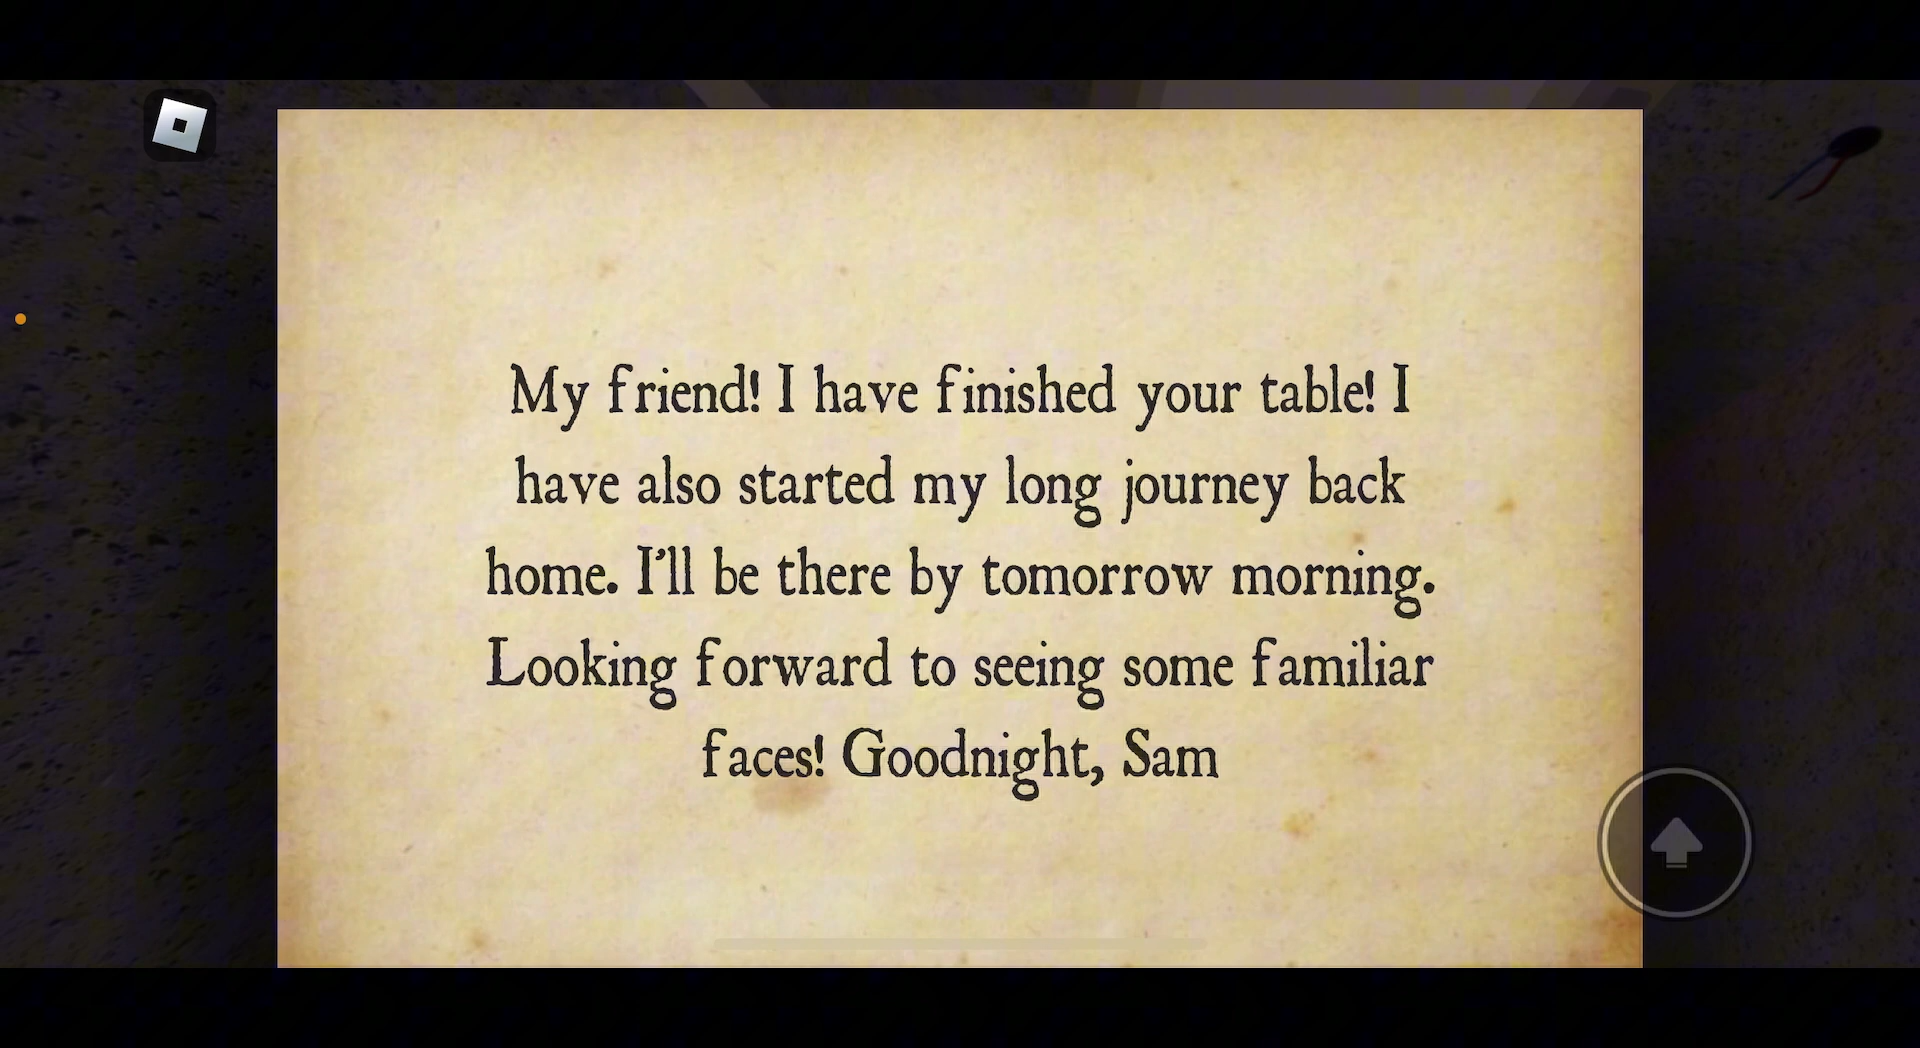 My friend! I have finished your table! I
have also started my long journey back
home. I'll be there by tomorrow morning.
Looking forward to seeing some familiar
faces! Goodnight, Sam